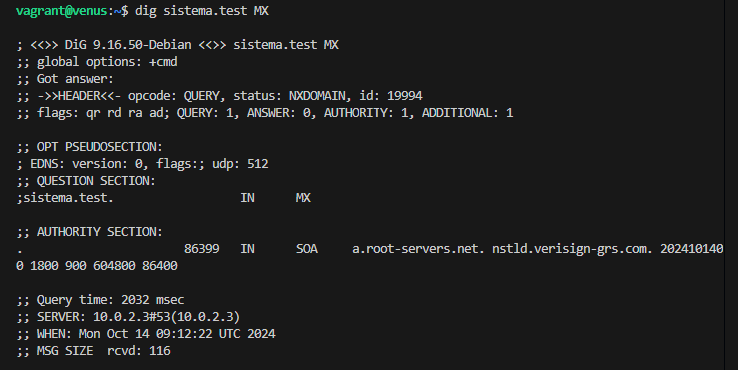 vagrant@venus:~$ dig sistema.test MX
; <<>> DiG 9.16.50-Debian <<>> sistema.test MX
;; global options: +cmd
;; Got answer:
;; ->>HEADER<<- opcode: QUERY, status: NXDOMAIN, id: 19994
;; flags: qr rd ra ad; QUERY: 1, ANSWER: 0, AUTHORITY: 1, ADDITIONAL: 1
;; OPT PSEUDOSECTION:
; EDNS: version: 0, flags:; udp: 512
;; QUESTION SECTION:
;sistema.test. IN MX
;; AUTHORITY SECTION:
. 86399 IN SOA a.root-servers.net. nstld.verisign-grs.com. 202410140
0 1800 900 604800 86400
;; Query time: 2032 msec
;; SERVER: 10.0.2.3#53(10.0.2.3)
;; WHEN: Mon Oct 14 09:12:22 UTC 2024
;; MSG SIZE rcvd: 116